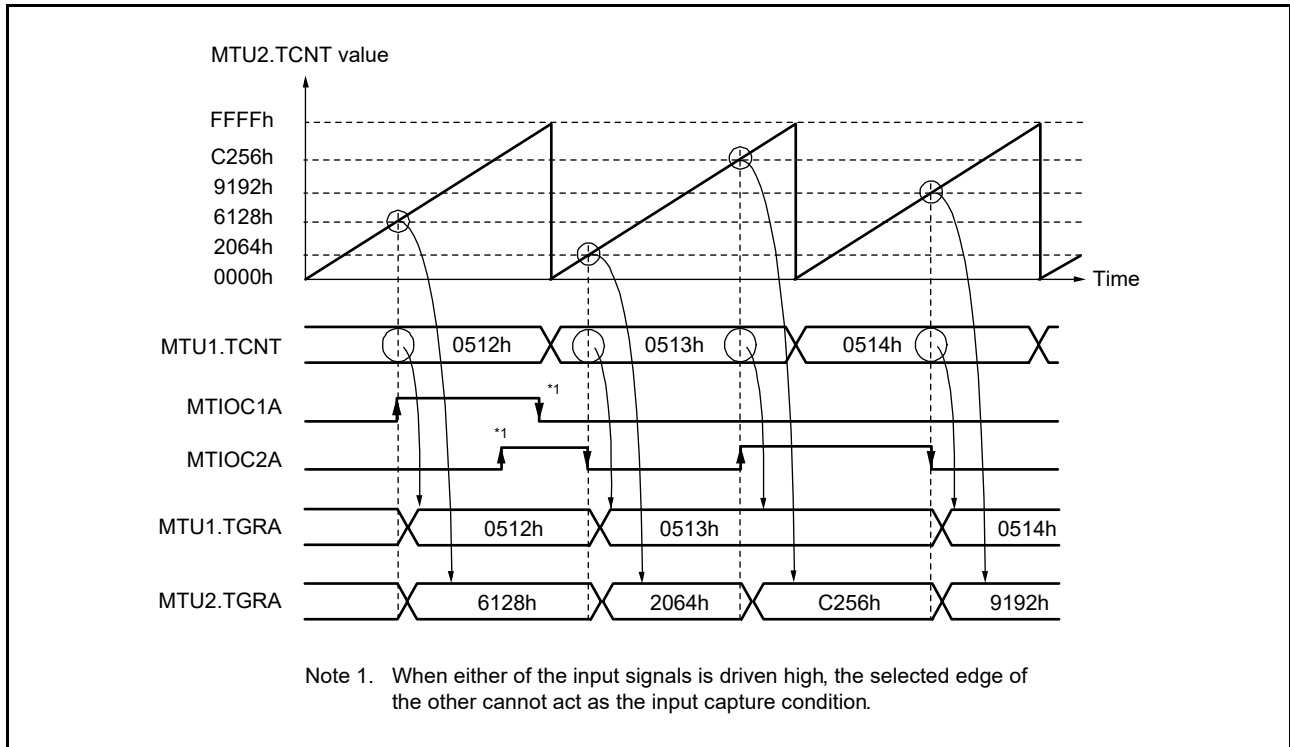 MTU2.TCNT value
FFFFh
C256h
9192h
6128h
2064h
0000h
Time
MTU1.TCNT 0512h 0513h 0514h
MTIOC1A *1
MTIOC2A *1
MTU1.TGRA 0512h 0513h 0514h
MTU2.TGRA 6128h 2064h C256h 9192h
Note 1. When either of the input signals is driven high, the selected edge of
the other cannot act as the input capture condition.